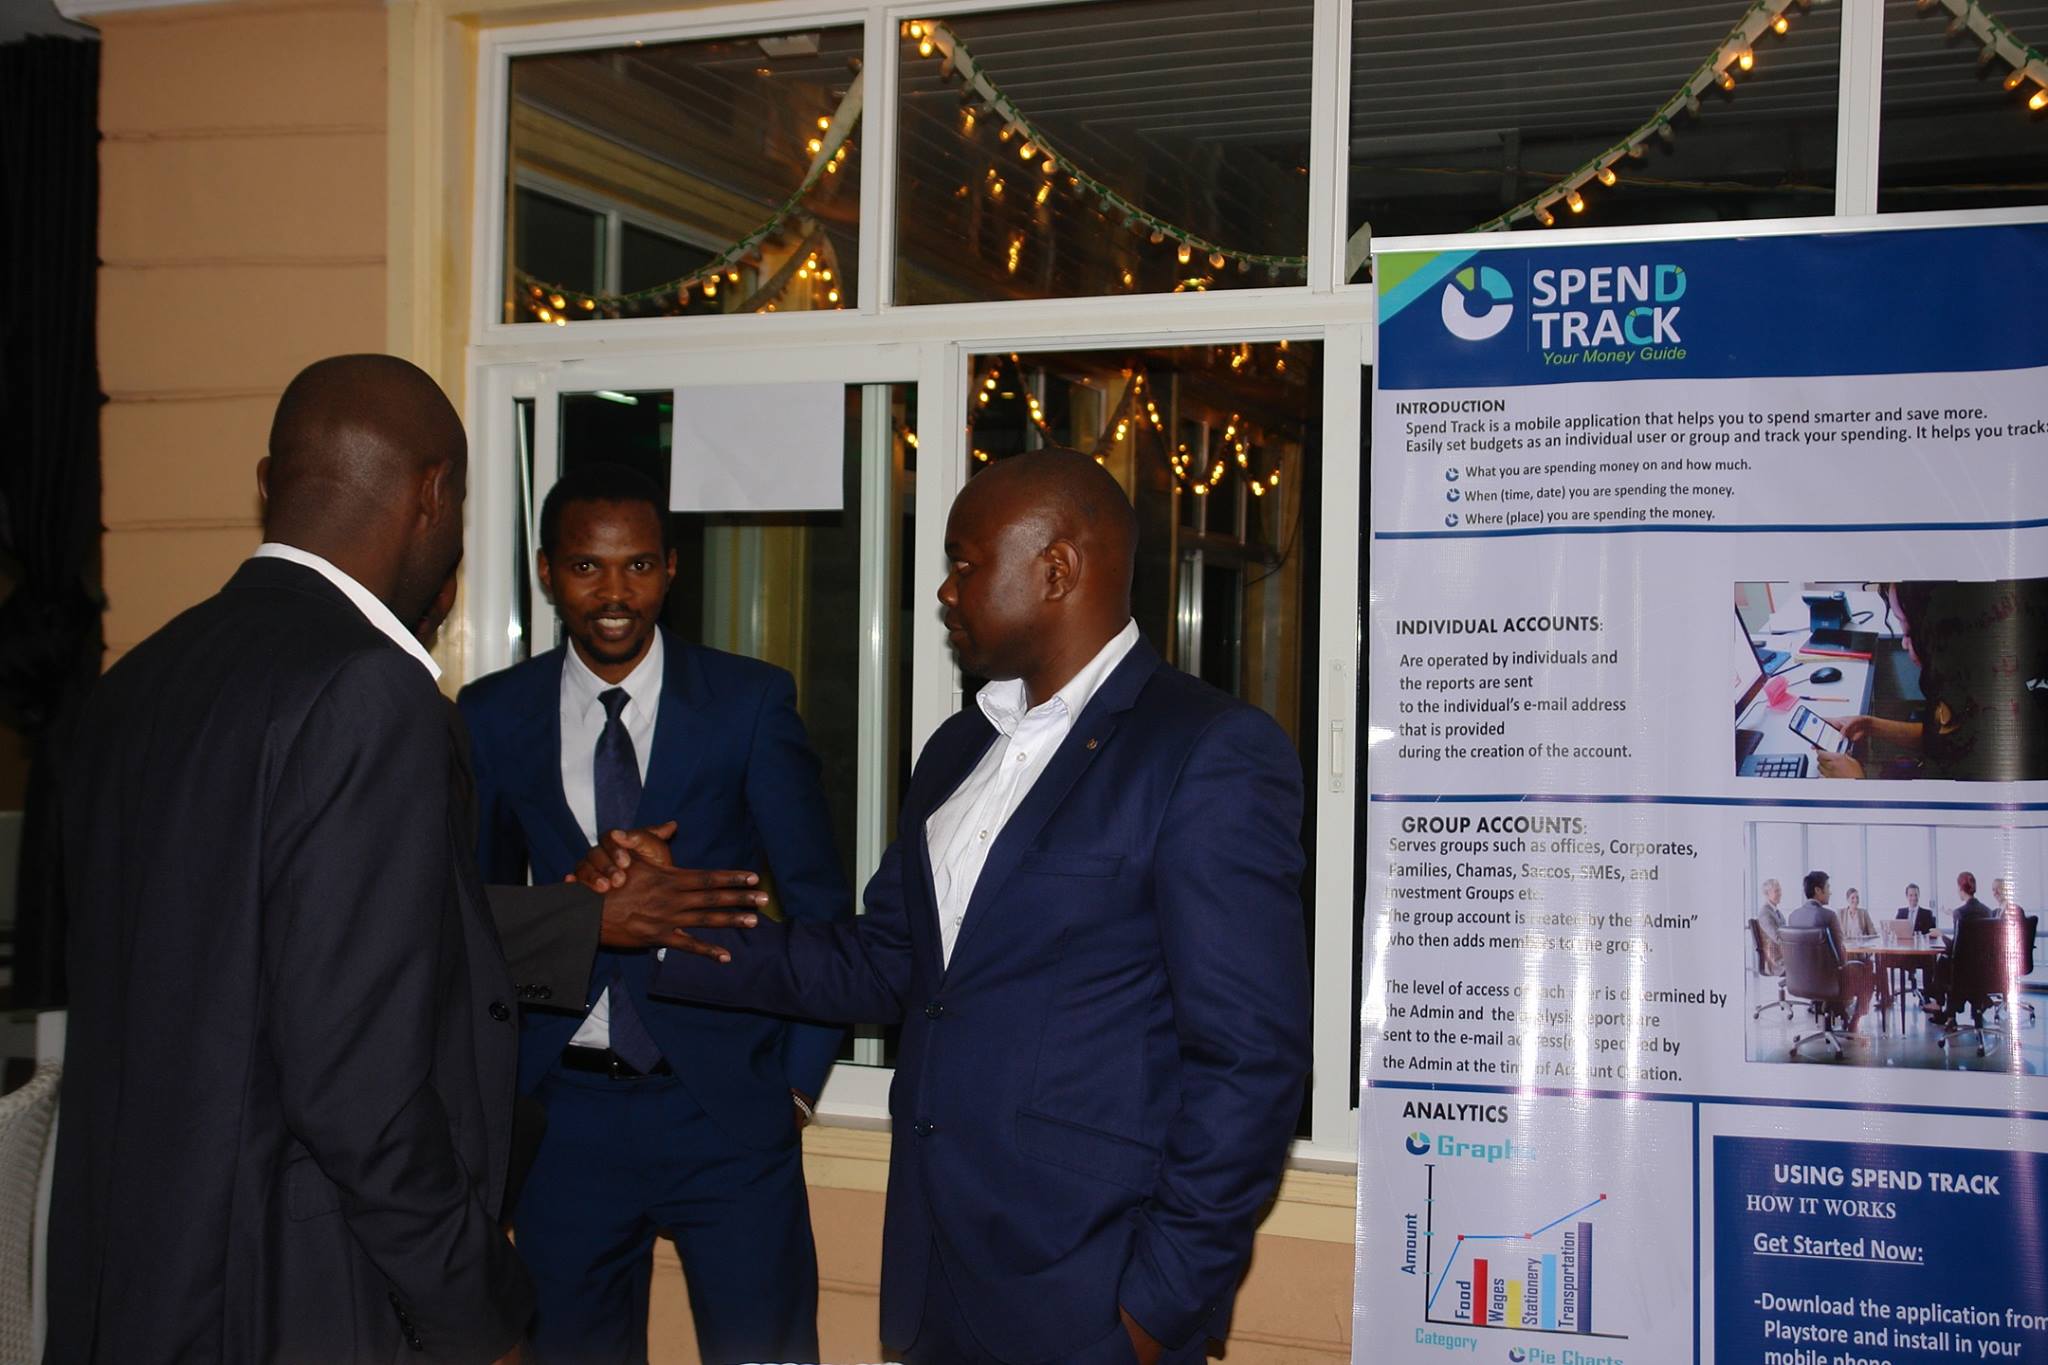 SPEND
TRACK
Your Money Guide
INTRODUCTION
Spend Track is a mobile application that helps you to spend smarter and save more.
Easily set budgets as an individual user or group and track your spending. It helps you track:
What you are spending money on and how much.
When (time, date) you are spending the money.
Where (place) you are spending the money.
INDIVIDUAL ACCOUNTS:
Are operated by individuals and
the reports are sent
to the individual's e-mail address
that is provided
during the creation of the account.
GROUP ACCOUNTS:
Serves groups such as offices, Corporates,
Families, Chamas, Saccos, SMEs, and
Investment Groups etc.
The group account is created by the "Admin"
who then adds members to the group.
The level of access of each user is determined by
the Admin and the analysis reports are
sent to the e-mail specified by
the Admin at the time of Account Creation.
ANALYTICS
Graph
Amount
Food
Wages
Stationery
Transportation
Category
Pie Charts
USING SPEND TRACK
HOW IT WORKS
Get Started Now:
-Download the application from
Playstore and install in your
mobile phone